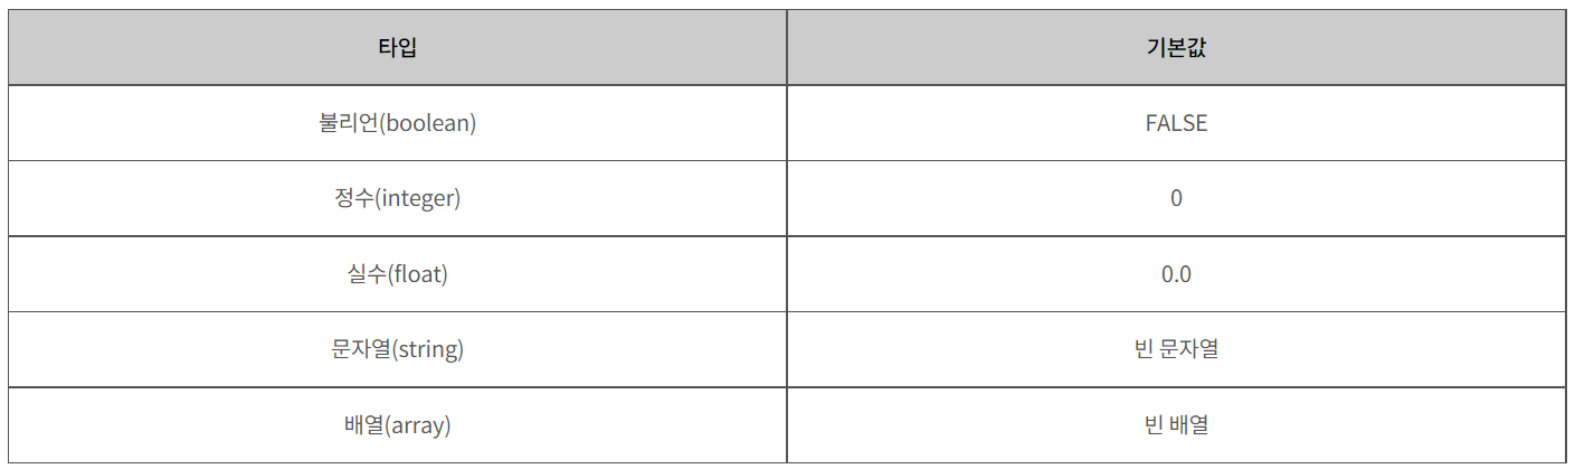 타입 기본값
불리언(boolean) FALSE
정수(integer) 0
실수(float) 0.0
문자열(string) 빈 문자열
배열(array) 빈 배열